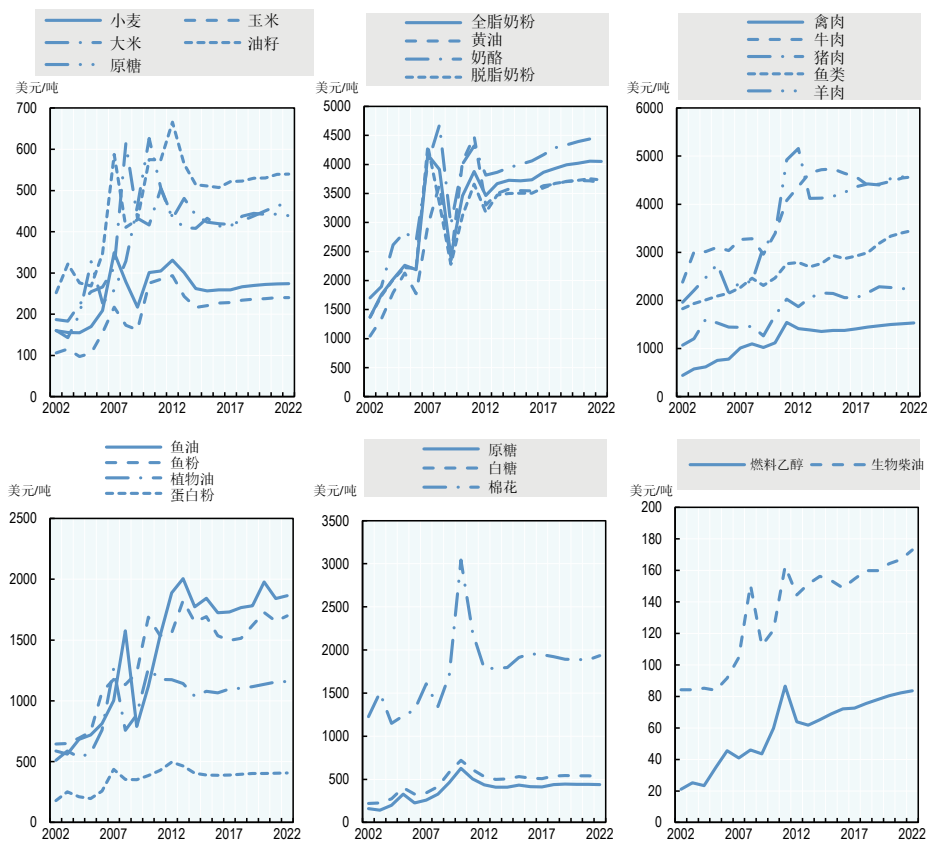 小麦 玉米
大米 油籽
原糖
美元/吨
700
600
500
400
300
200
100
0
2002 2007 2012 2017 2022
全脂奶粉
黄油
奶酪
脱脂奶粉
美元/吨
5000
4500
4000
3500
3000
2500
2000
1500
1000
500
0
2002 2007 2012 2017 2022
禽肉
牛肉
猪肉
鱼类
羊肉
美元/吨
6000
5000
4000
3000
2000
1000
0
2002 2007 2012 2017 2022
鱼油
鱼粉
植物油
蛋白粉
美元/吨
2500
2000
1500
1000
500
0
2002 2007 2012 2017 2022
原糖
白糖
棉花
美元/吨
3500
3000
2500
2000
1500
1000
500
0
2002 2007 2012 2017 2022
燃料乙醇 生物柴油
美元/吨
200
180
160
140
120
100
80
60
40
20
0
2002 2007 2012 2017 2022